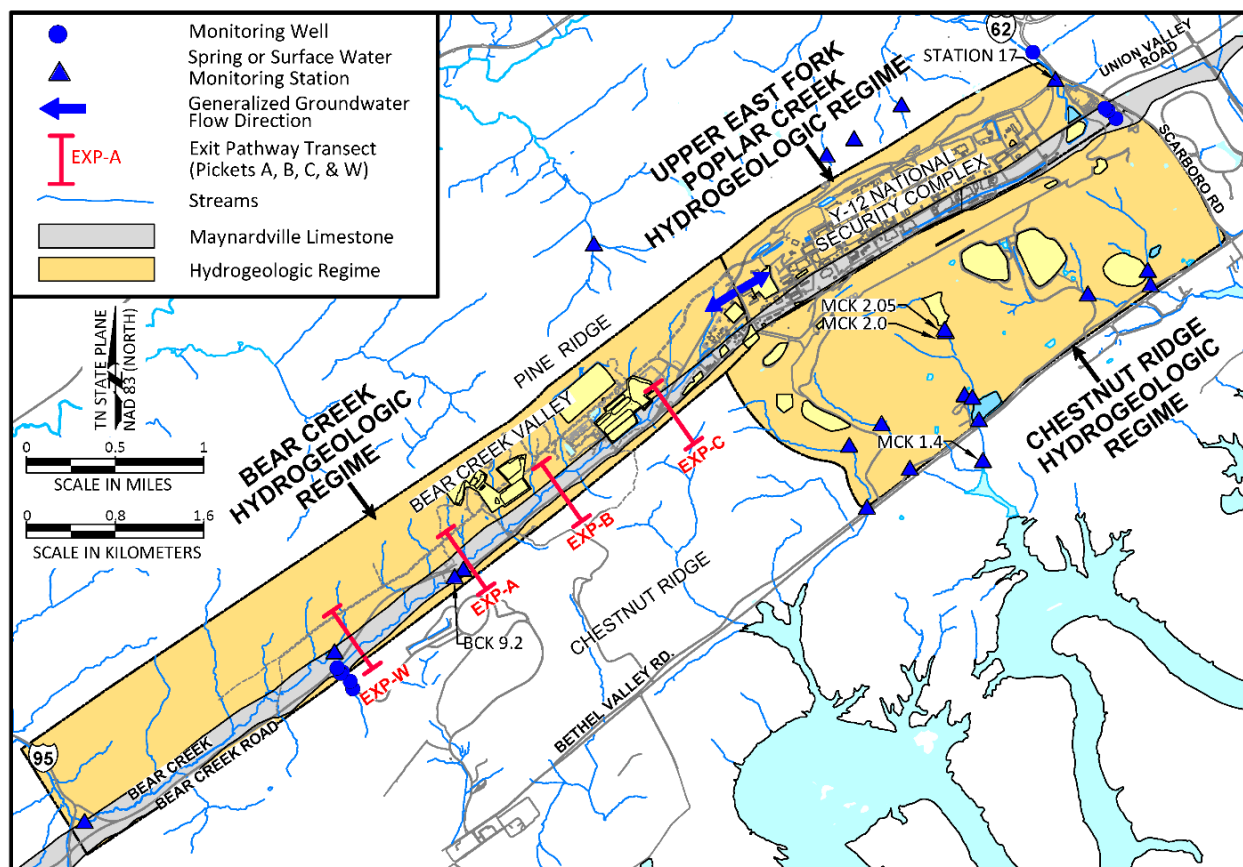 Monitoring Well
Spring or Surface Water
Monitoring Station
Generalized Groundwater
Flow Direction
EXP-A
Exit Pathway Transect
(Pickets A, B, C, & W)
Streams
Maynardville Limestone
Hydrogeologic Regime
62
STATION 17
UNION VALLEY
ROAD
SCARBORO RD
UPPER EAST FORK
POPLAR CREEK
HYDROGEOLOGIC REGIME
Y-12 NATIONAL
SECURITY COMPLEX
TN STATE PLANE
NAD 83 (NORTH)
0 0.5 1
SCALE IN MILES
0 0.8 1.6
SCALE IN KILOMETERS
PINE RIDGE
BEAR CREEK
HYDROGEOLOGIC
REGIME
BEAR CREEK VALLEY
MCK 2.05
MCK 2.0
CHESTNUT RIDGE
HYDROGEOLOGIC
REGIME
MCK 1.4
EXP-C
EXP-B
EXP-A
EXP-W
BCK 9.2
CHESTNUT RIDGE
BETHEL VALLEY RD.
BEAR CREEK
BEAR CREEK ROAD
95